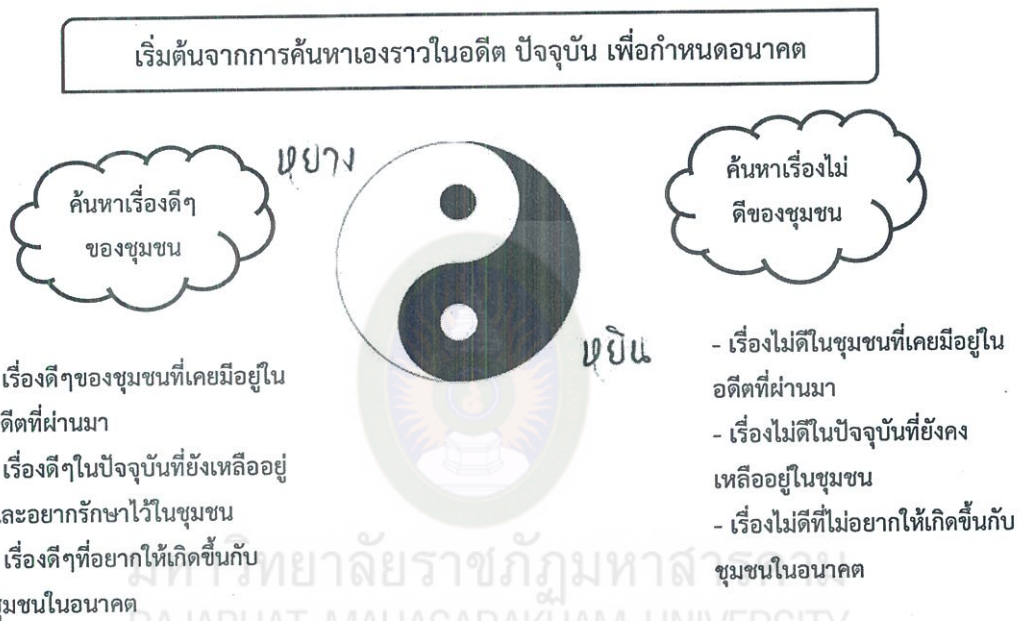 เริ่มต้นจากการค้นหาเองราวในอดีต ปัจจุบัน เพื่อกำหนดอนาคต
หยาง
ค้นหาเรื่องดีๆ
ของชุมชน
ค้นหาเรื่องไม่
ดีของชุมชน
หยิน
เรื่องดีๆของชุมชนที่เคยมีอยู่ใน
ดีตที่ผ่านมา
เรื่องดีๆในปัจจุบันที่ยังเหลืออยู่
ละอยากรักษาไว้ในชุมชน
เรื่องดีๆที่อยากให้เกิดขึ้นกับ
ชุมชนในอนาคต
- เรื่องไม่ดีในชุมชนที่เคยมีอยู่ใน
อดีตที่ผ่านมา
- เรื่องไม่ดีในปัจจุบันที่ยังคง
เหลืออยู่ในชุมชน
- เรื่องไม่ดีที่ไม่อยากให้เกิดขึ้นกับ
ชุมชนในอนาคต
มหาวิทยาลัยราชภัฏมหาสารคาม
RAJABHAT MAHASARAKHAM UNIVERSITY